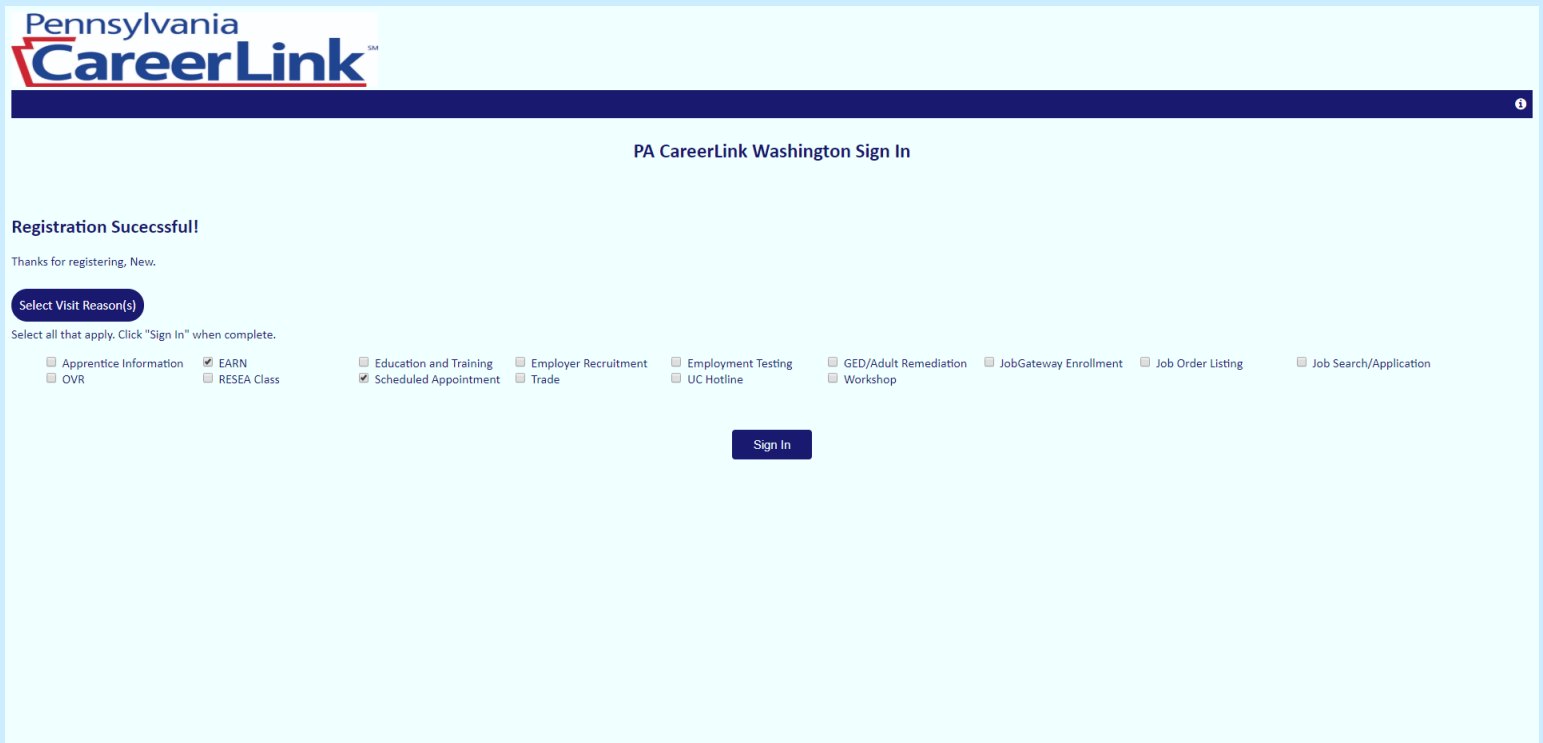 Pennsylvania
CareerLink℠
PA CareerLink Washington Sign In
Registration Sucecssful!
Thanks for registering, New.
Select Visit Reason(s)
Select all that apply. Click "Sign In" when complete.
Apprentice Information EARN Education and Training Employer Recruitment Employment Testing GED/Adult Remediation JobGateway Enrollment Job Order Listing Job Search/Application
OVR RESEA Class Scheduled Appointment Trade UC Hotline Workshop
Sign In